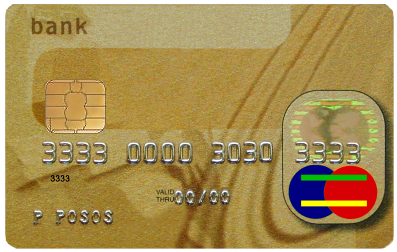 bank
3333 0000 3030 3333
3333
VALID
THRU 00/00
P POSOS